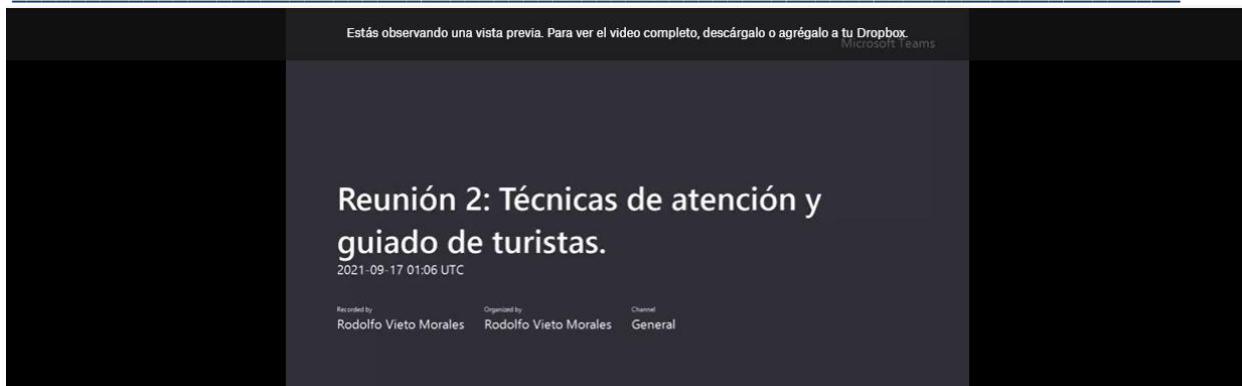 Estás observando una vista previa. Para ver el video completo, descárgalo o agrégalo a tu Dropbox.
Microsoft Teams
Reunión 2: Técnicas de atención y
guiado de turistas.
2021-09-17 01:06 UTC
Recorded by Organized by Channel
Rodolfo Vieto Morales Rodolfo Vieto Morales General